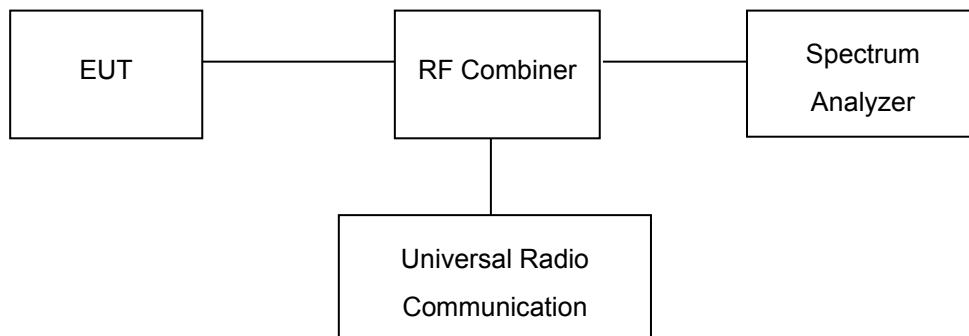 EUT
RF Combiner
Spectrum
Analyzer
Universal Radio
Communication